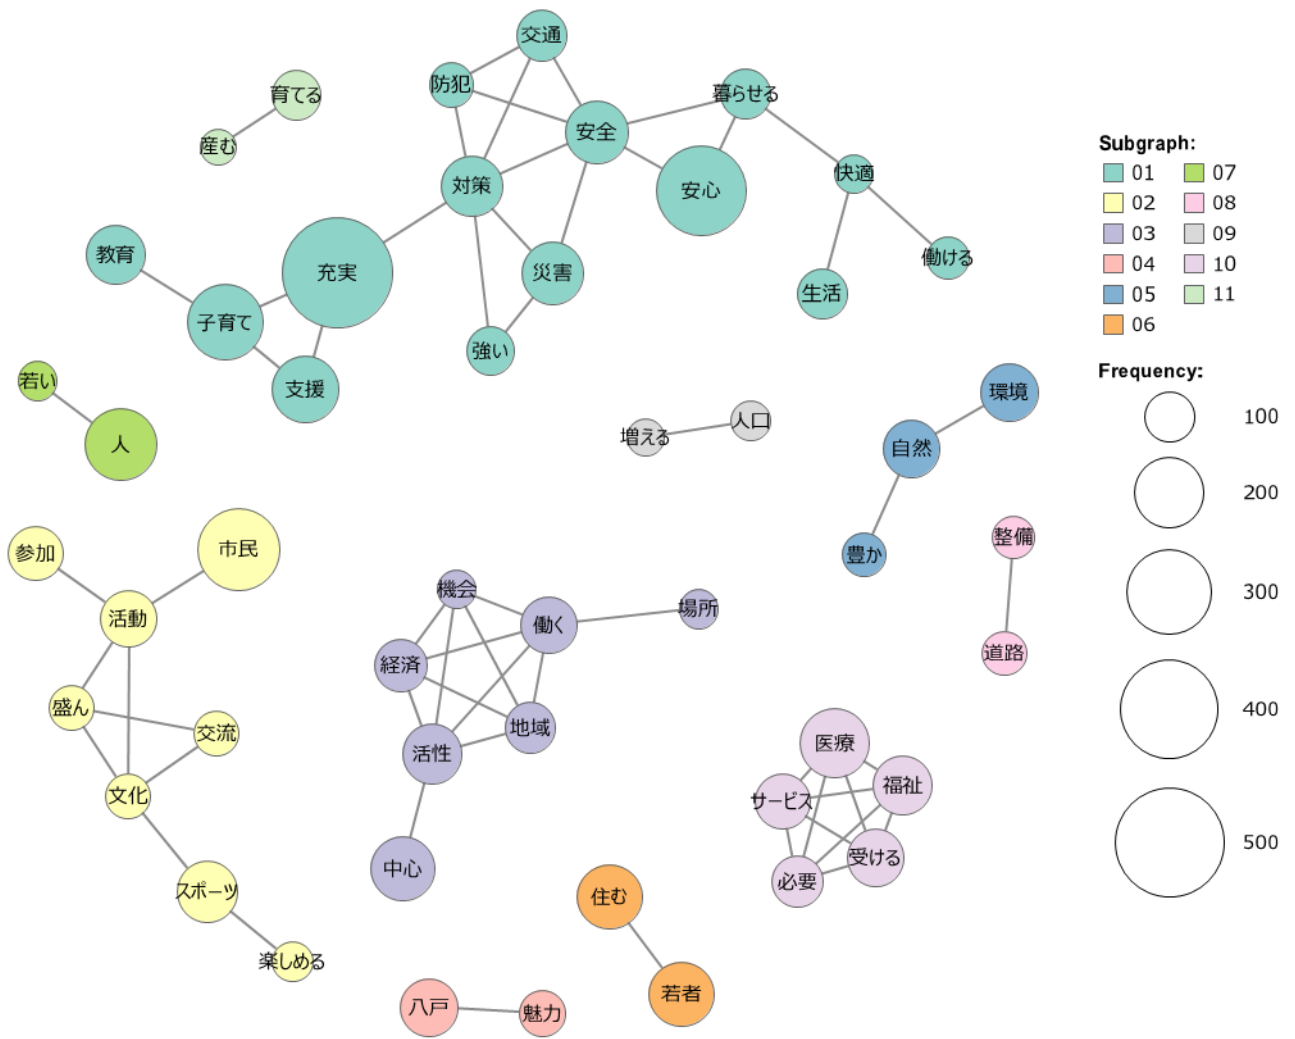 交通
防犯
育てる
暮らせる
産む
安全
対策
安心
快適
教育
充実
災害
働ける
生活
子育て
強い
支援
若い
人
増える
人口
環境
自然
豊か
整備
道路
参加
市民
活動
盛ん
交流
文化
スポーツ
楽しめる
機会
働く
場所
経済
地域
活性
中心
医療
サービス
福祉
受ける
必要
住む
若者
八戸
魅力
Subgraph:
01 07
02 08
03 09
04 10
05 11
06
Frequency:
100
200
300
400
500